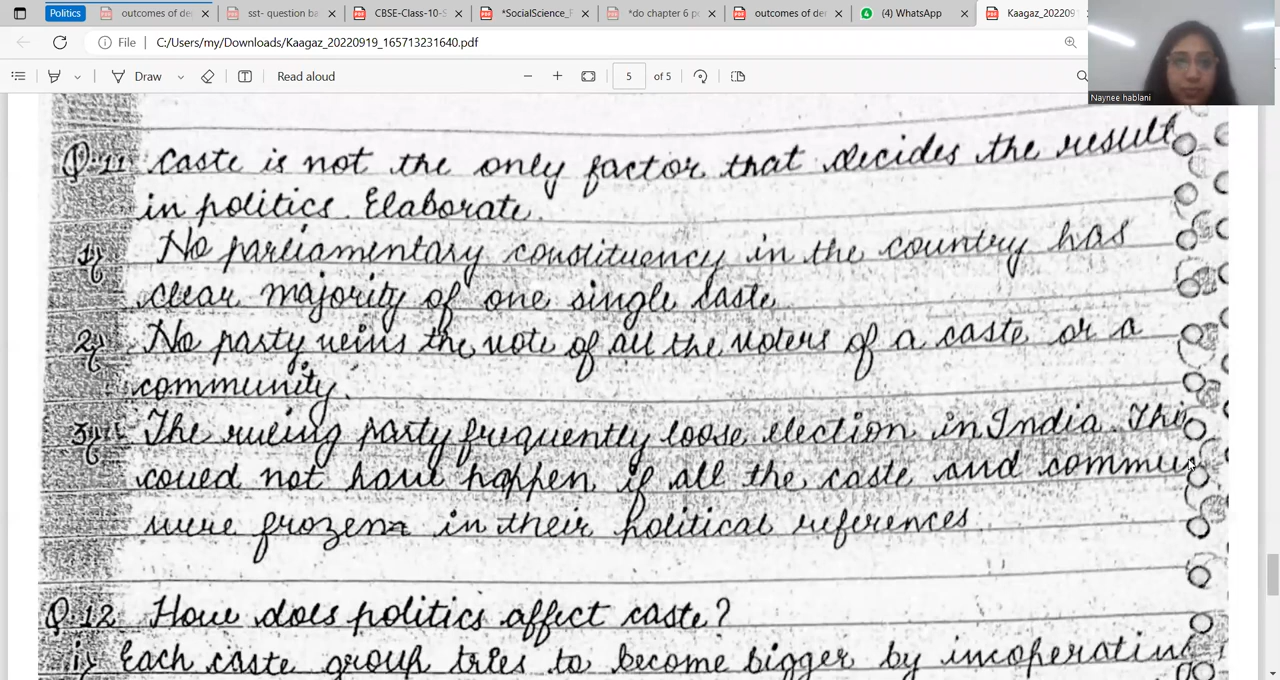 Politics
outcomes of de
sst- question ba
CBSE-Class-10-S
*SocialScience_F
*do chapter 6 p
outcomes of der
(4) WhatsApp
Kaagaz_20220919
File
C:/Users/my/Downloads/Kaagaz_20220919_165713231640.pdf
Draw
Read aloud
5 of 5
Naynee hablani
Q.11 Caste is not the only factor that decides the result
in politics. Elaborate.
1) No parliamentary constituency in the country has
clear majority of one single caste
2) No party wins the vote of all the voters of a caste or a
community.
3) The ruling party frequently loose election in India. This
could not have happen if all the caste and commu
were frozen in their political references
Q.12 How does politics affect caste?
i) Each caste group tries to become bigger by incoperating